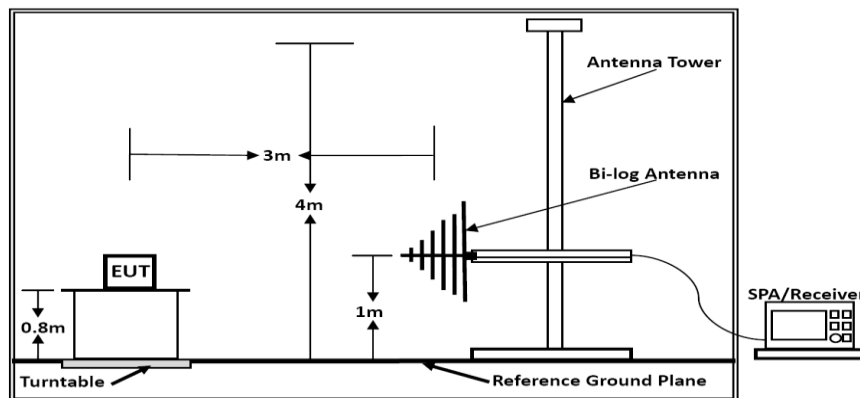 Antenna Tower
3m
Bi-log Antenna
4m
EUT
1m
SPA/Receiver
0.8m
Turntable
Reference Ground Plane